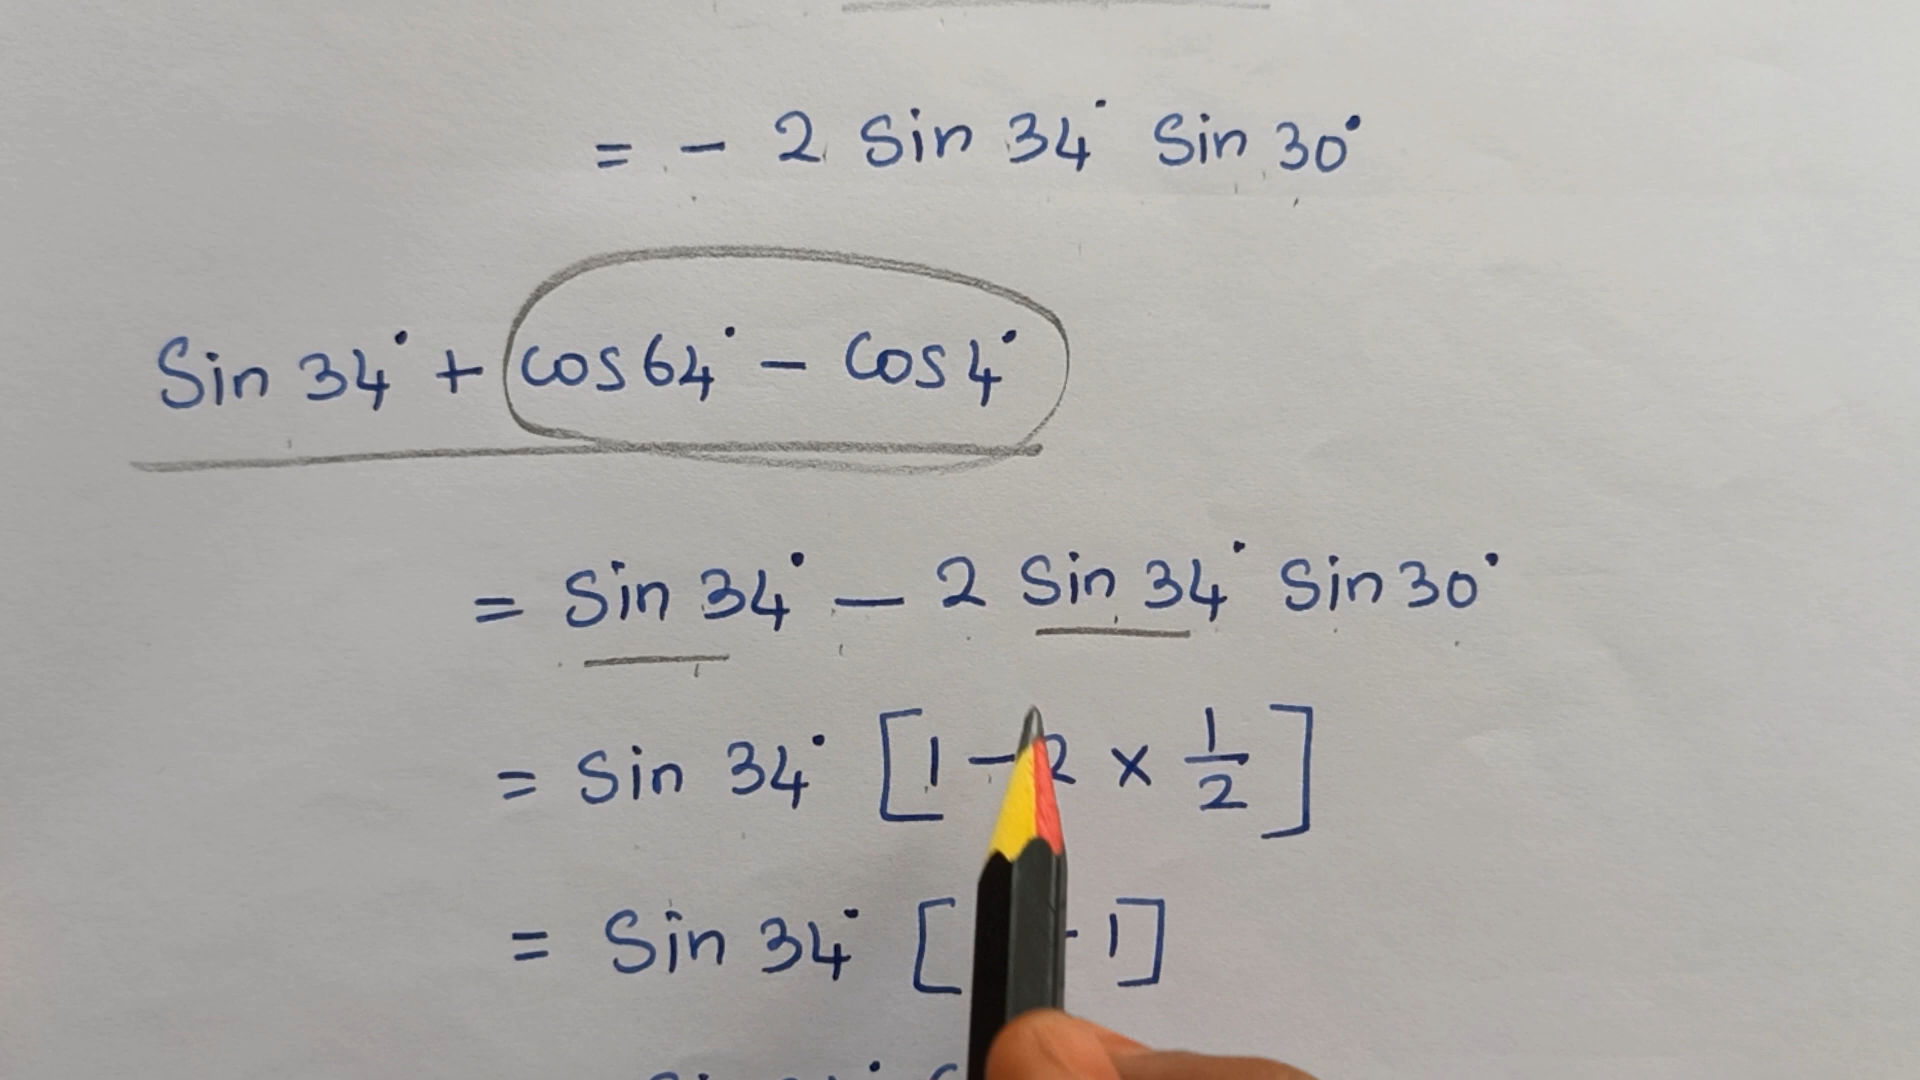 = - 2 Sin 34° Sin 30°
Sin 34° + cos 64° - Cos 4°
= Sin 34° - 2 Sin 34° Sin 30°
= Sin 34° [1 - 2 × 1/2]
= Sin 34° [ - 1]